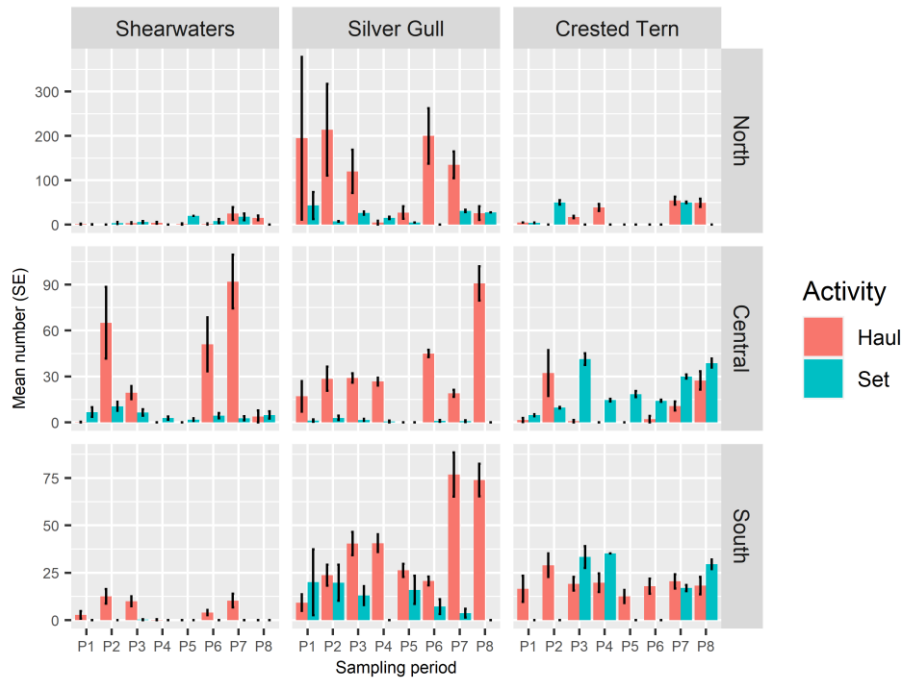 Shearwaters Silver Gull Crested Tern
300
200
100
0
North
90
60
30
0
Central
75
50
25
0
South
Mean number (SE)
P1 P2 P3 P4 P5 P6 P7 P8 P1 P2 P3 P4 P5 P6 P7 P8 P1 P2 P3 P4 P5 P6 P7 P8
Sampling period
Activity
Haul
Set